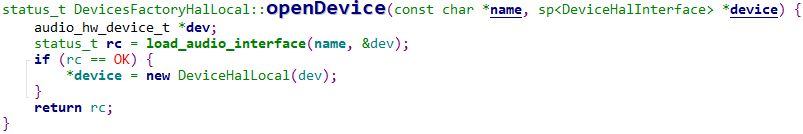 status_t DevicesFactoryHalLocal::openDevice(const char *name, sp<DeviceHalInterface> *device) {
    audio_hw_device_t *dev;
    status_t rc = load_audio_interface(name, &dev);
    if (rc == OK) {
        *device = new DeviceHalLocal(dev);
    }
    return rc;
}